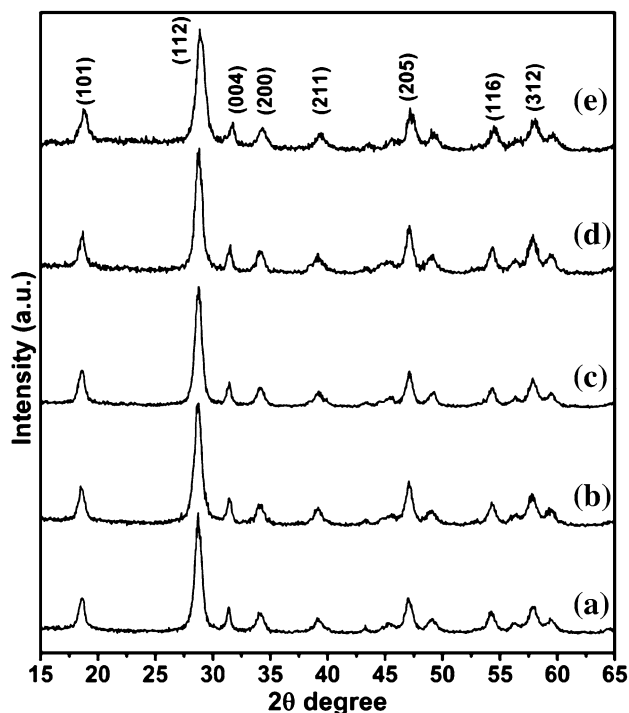 (112)
(101)
(004)
(200)
(211)
(205)
(116)
(312)
(e)
(d)
(c)
(b)
(a)
Intensity (a.u.)
15 20 25 30 35 40 45 50 55 60 65
2θ degree